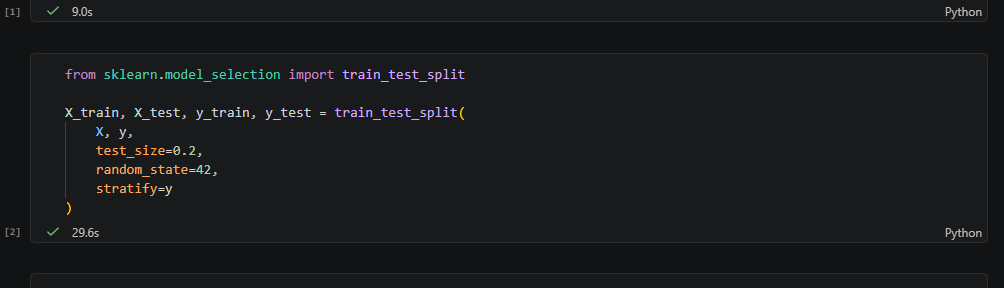 [1] 9.0s Python
from sklearn.model_selection import train_test_split
X_train, X_test, y_train, y_test = train_test_split(
    X, y,
    test_size=0.2,
    random_state=42,
    stratify=y
)
[2] 29.6s Python